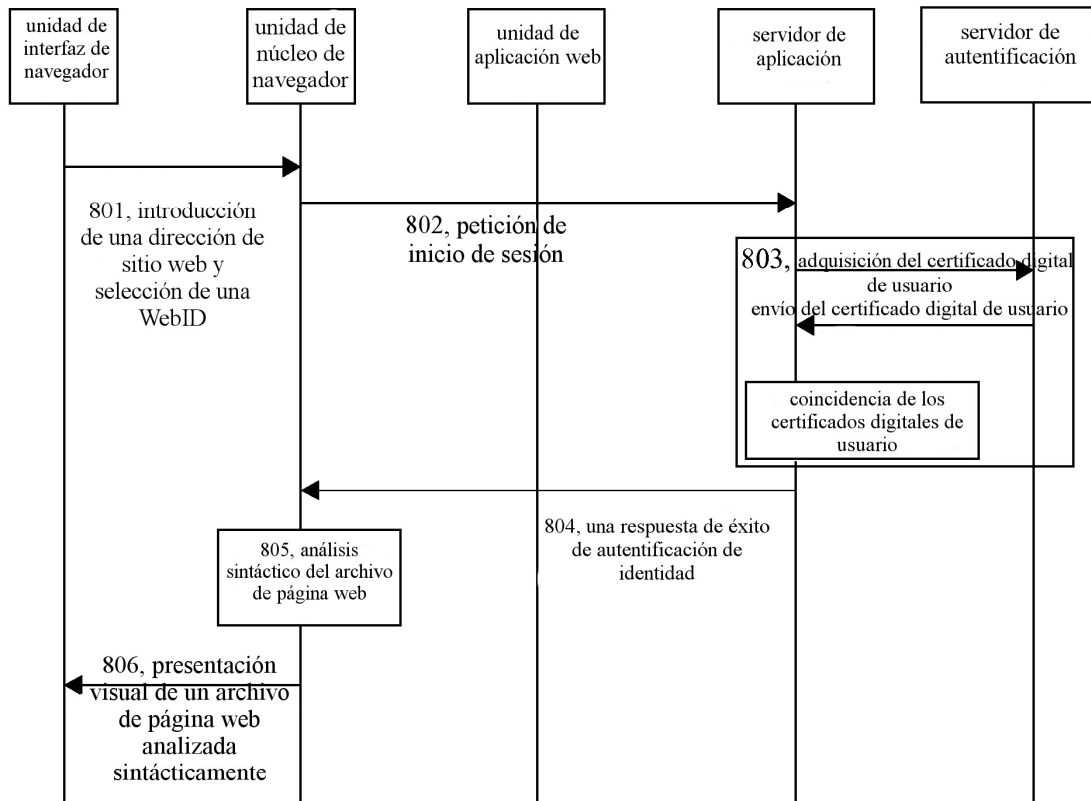 unidad de
interfaz de
navegador
unidad de
núcleo de
navegador
unidad de
aplicación web
servidor de
aplicación
servidor de
autentificación
801, introducción
de una dirección de
sitio web y
selección de una
WebID
802, petición de
inicio de sesión
803, adquisición del certificado digital
de usuario
envío del certificado digital de usuario
coincidencia de los
certificados digitales de
usuario
804, una respuesta de éxito
de autentificación de
identidad
805, análisis
sintáctico del archivo
de página web
806, presentación
visual de un archivo
de página web
analizada
sintácticamente